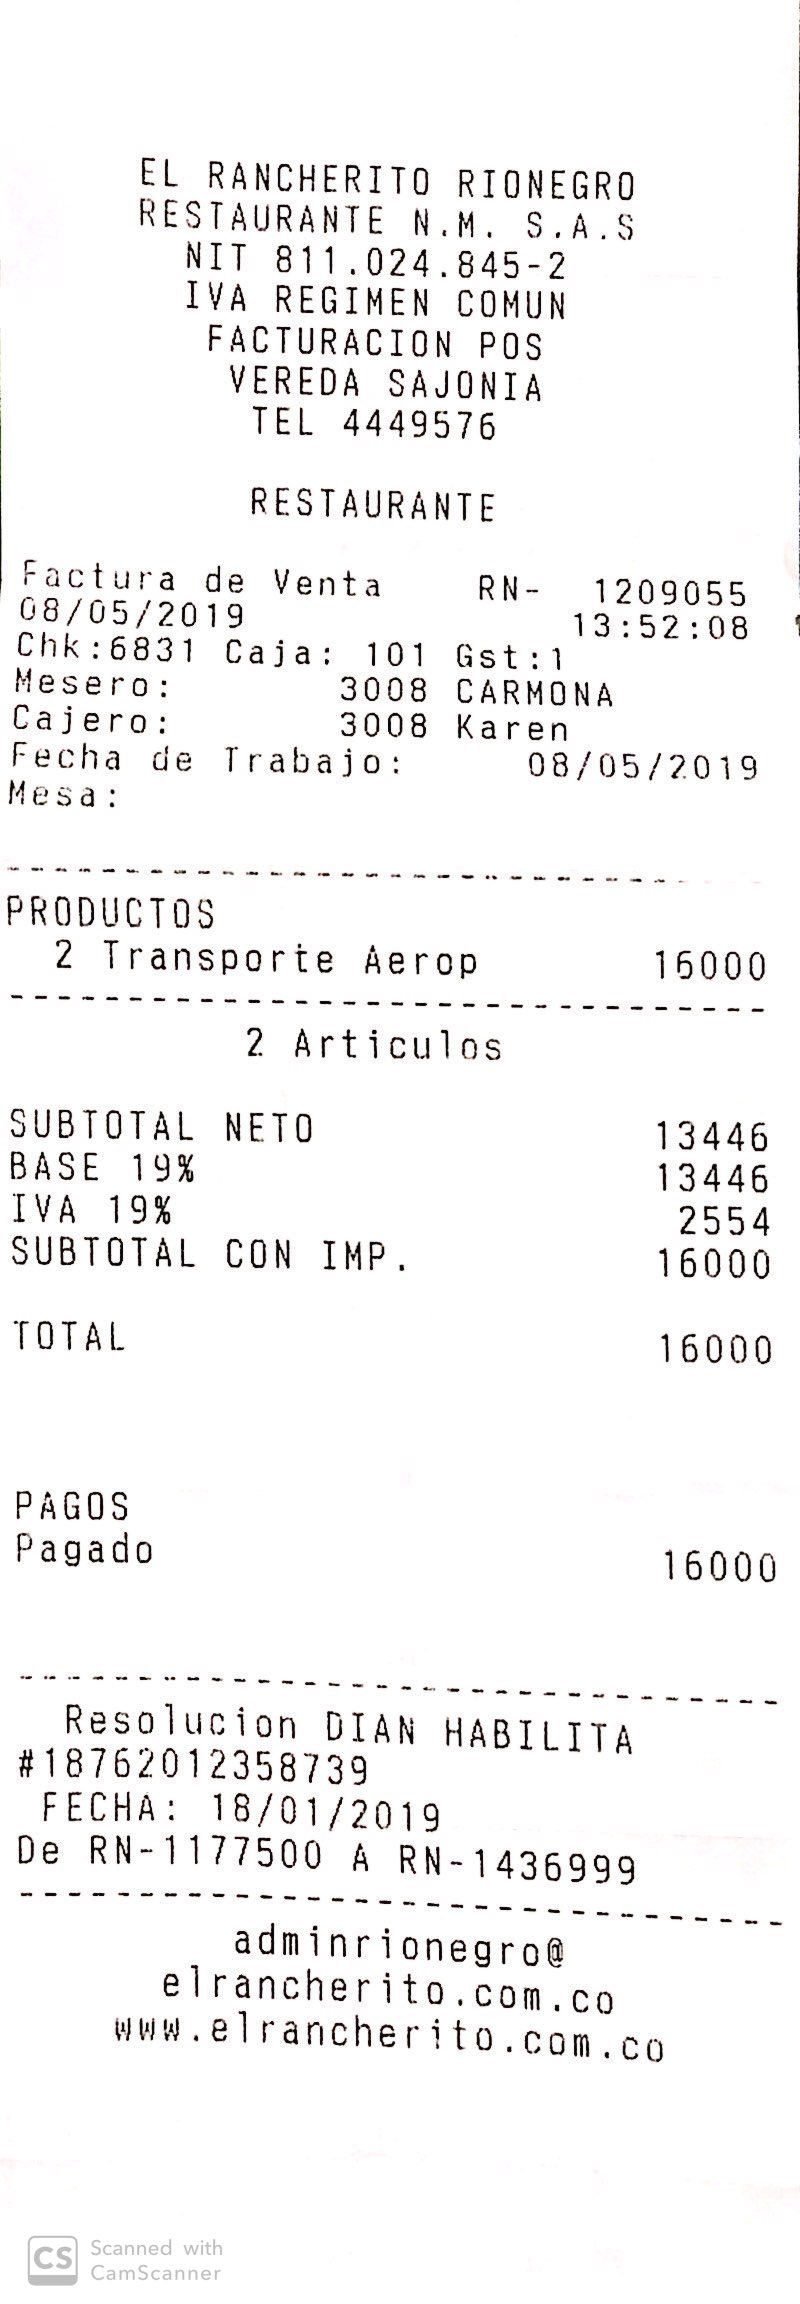 EL RANCHERITO RIONEGRO
RESTAURANTE N.M. S.A.S
NIT 811.024.845-2
IVA REGIMEN COMUN
FACTURACION POS
VEREDA SAJONIA
TEL 4449576
RESTAURANTE
Factura de Venta RN- 1209055
08/05/2019 13:52:08
Chk:6831 Caja: 101 Gst:1
Mesero: 3008 CARMONA
Cajero: 3008 Karen
Fecha de Trabajo: 08/05/2019
Mesa:
PRODUCTOS
2 Transporte Aerop 16000
2 Articulos
SUBTOTAL NETO 13446
BASE 19% 13446
IVA 19% 2554
SUBTOTAL CON IMP. 16000
TOTAL 16000
PAGOS
Pagado 16000
Resolucion DIAN HABILITA
#18762012358739
FECHA: 18/01/2019
De RN-1177500 A RN-1436999
adminrionegro@
elrancherito.com.co
www.elrancherito.com.co
CS Scanned with
CamScanner